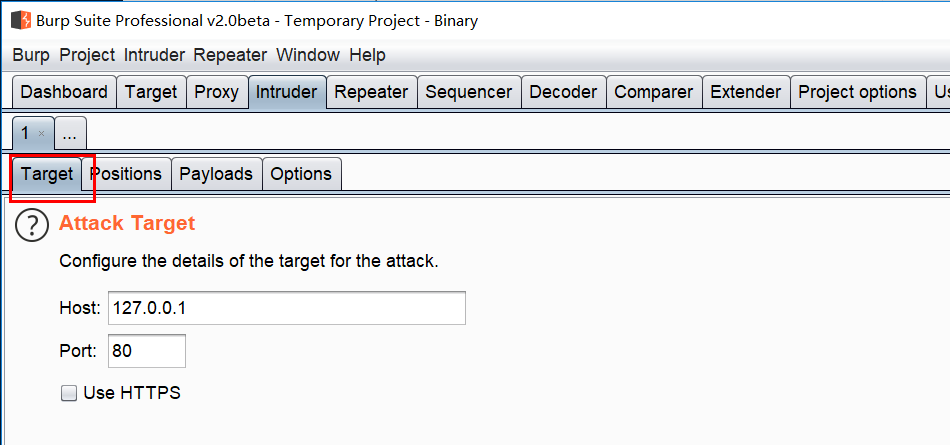 Burp Suite Professional v2.0beta - Temporary Project - Binary
Burp Project Intruder Repeater Window Help
Dashboard Target Proxy Intruder Repeater Sequencer Decoder Comparer Extender Project options
1 × ...
Target Positions Payloads Options
? Attack Target
Configure the details of the target for the attack.
Host: 127.0.0.1
Port: 80
Use HTTPS